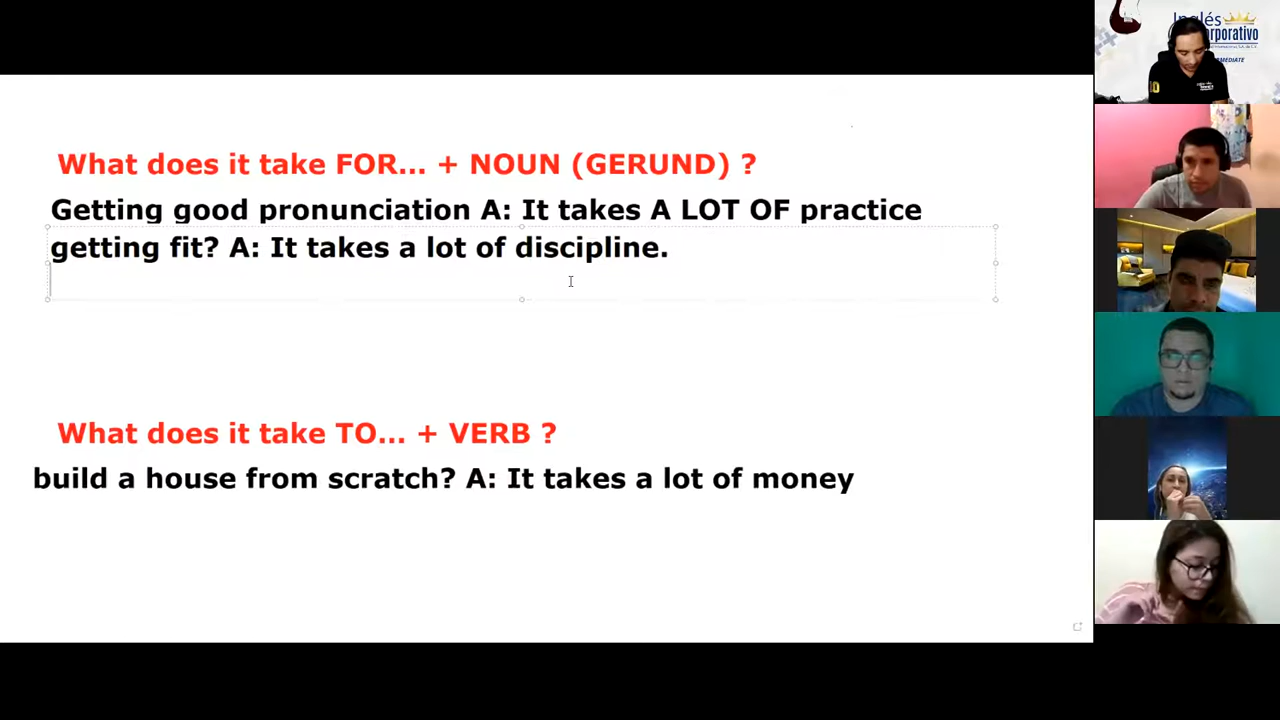 What does it take FOR... + NOUN (GERUND) ?
Getting good pronunciation A: It takes A LOT OF practice
getting fit? A: It takes a lot of discipline.
What does it take TO... + VERB ?
build a house from scratch? A: It takes a lot of money
Inglés